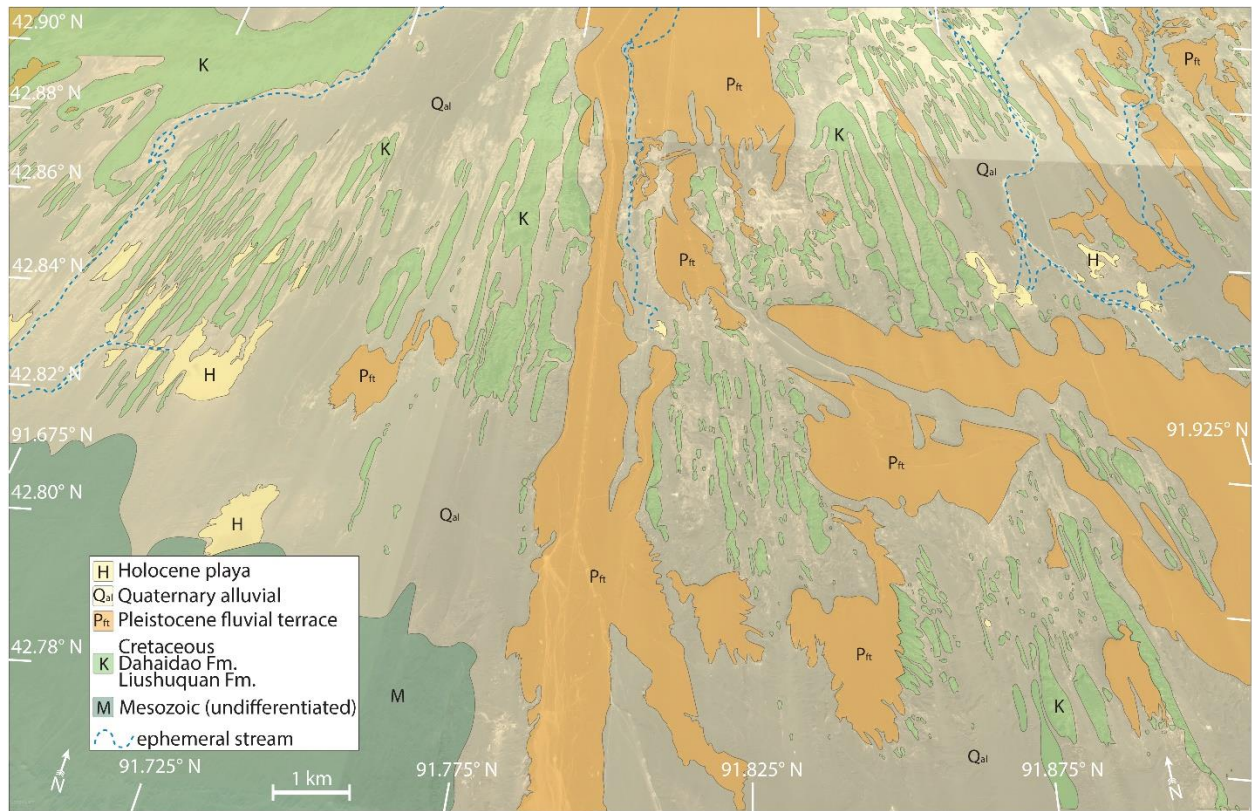 42.90° N
K
Pft
Pft
42.88° N
Qal
K
K
42.86° N
Qal
K
42.84° N
Pft
H
42.82° N
H
Pft
91.675° N
91.925° N
Pft
42.80° N
H
Qal
H Holocene playa
Qal Quaternary alluvial
Pft Pleistocene fluvial terrace
Cretaceous
K Dahaidao Fm.
Liushuquan Fm.
M Mesozoic (undifferentiated)
ephemeral stream
Pft
42.78° N
Pft
M
K
Qal
N
91.725° N
1 km
91.775° N
91.825° N
91.875° N
N